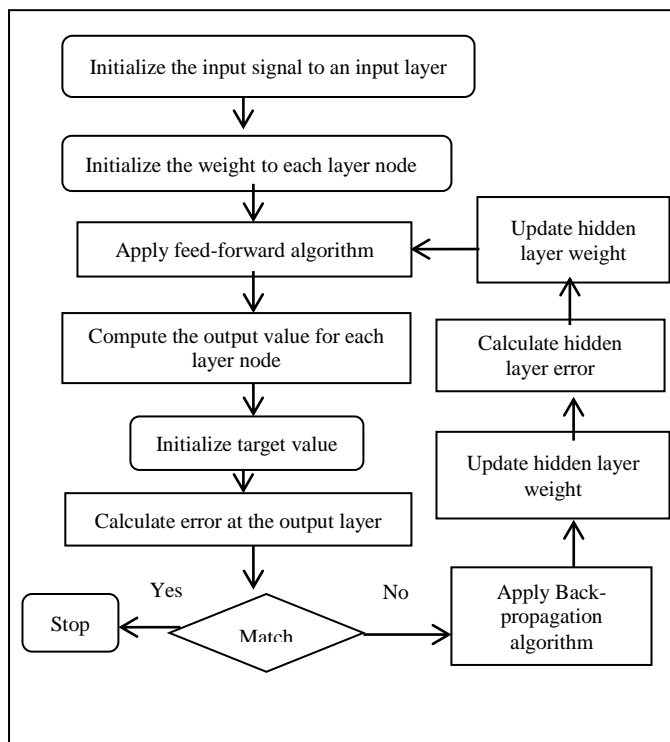 Initialize the input signal to an input layer
Initialize the weight to each layer node
Apply feed-forward algorithm
Compute the output value for each
layer node
Initialize target value
Calculate error at the output layer
Yes
No
Stop
Match
Apply Back-
propagation
algorithm
Update hidden layer
weight
Calculate hidden
layer error
Update hidden
layer weight